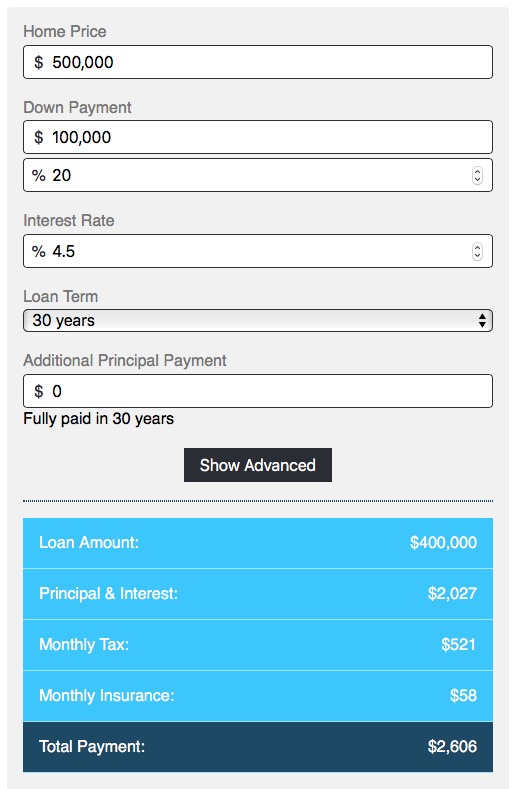 Home Price
$ 500,000
Down Payment
$ 100,000
% 20
Interest Rate
% 4.5
Loan Term
30 years
Additional Principal Payment
$ 0
Fully paid in 30 years
Show Advanced
Loan Amount: $400,000
Principal & Interest: $2,027
Monthly Tax: $521
Monthly Insurance: $58
Total Payment: $2,606